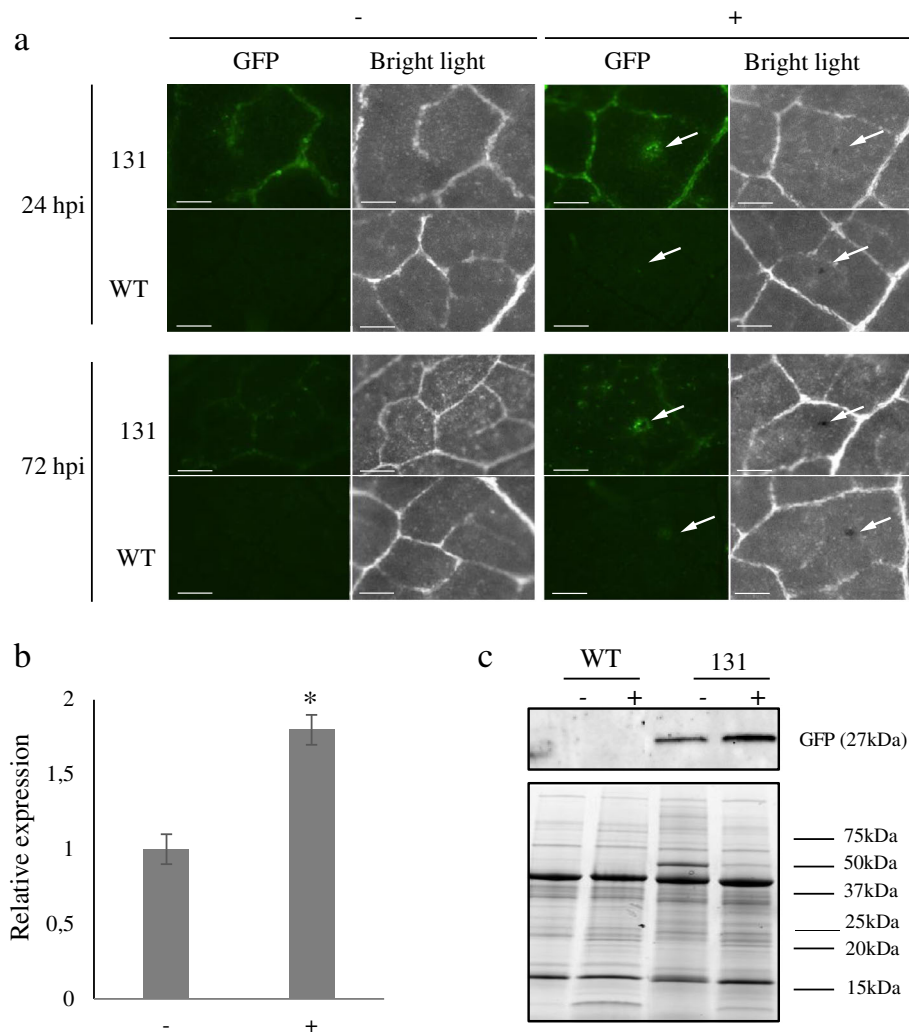 a
- +
GFP Bright light GFP Bright light
24 hpi
131
WT
72 hpi
131
WT
b
Relative expression
2
1,5
1
0,5
0
*
- +
c
WT 131
- + - +
GFP (27kDa)
75kDa
50kDa
37kDa
25kDa
20kDa
15kDa